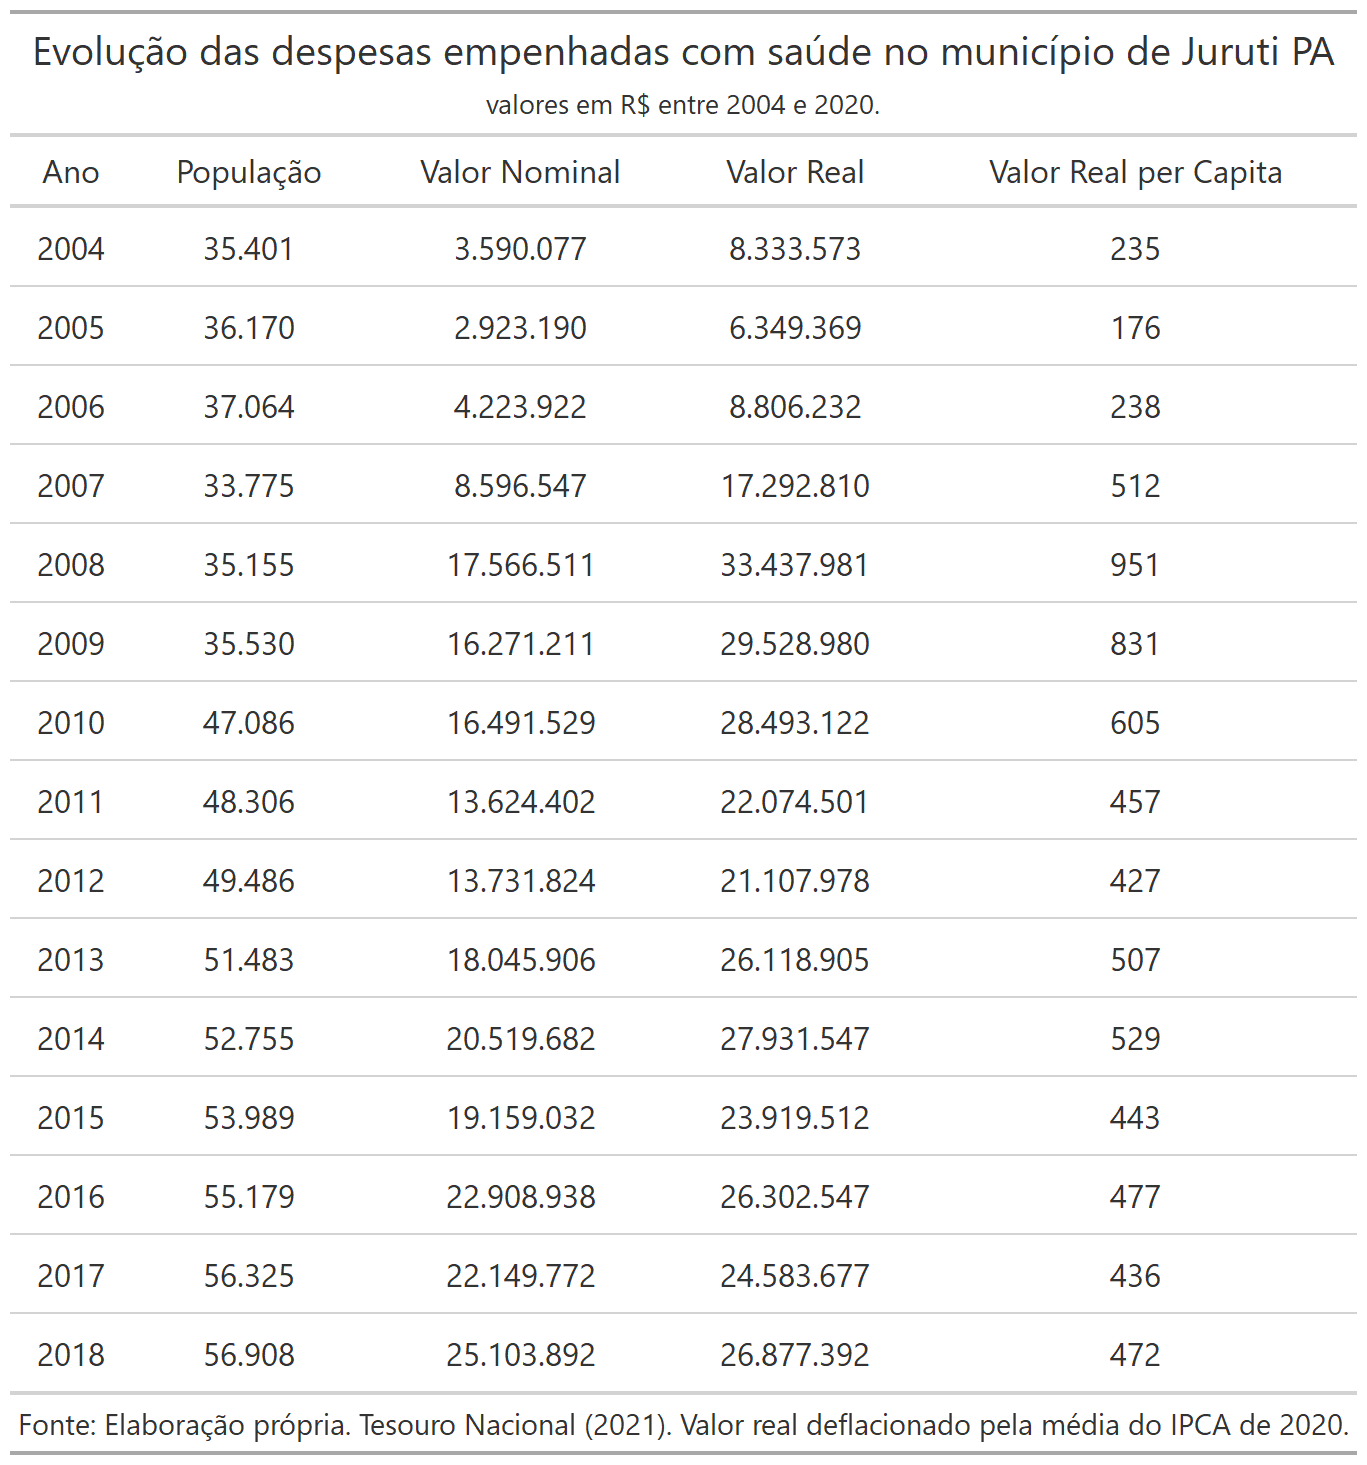 Evolução das despesas empenhadas com saúde no município de Juruti PA
valores em R$ entre 2004 e 2020.
Ano População Valor Nominal Valor Real Valor Real per Capita
2004 35.401 3.590.077 8.333.573 235
2005 36.170 2.923.190 6.349.369 176
2006 37.064 4.223.922 8.806.232 238
2007 33.775 8.596.547 17.292.810 512
2008 35.155 17.566.511 33.437.981 951
2009 35.530 16.271.211 29.528.980 831
2010 47.086 16.491.529 28.493.122 605
2011 48.306 13.624.402 22.074.501 457
2012 49.486 13.731.824 21.107.978 427
2013 51.483 18.045.906 26.118.905 507
2014 52.755 20.519.682 27.931.547 529
2015 53.989 19.159.032 23.919.512 443
2016 55.179 22.908.938 26.302.547 477
2017 56.325 22.149.772 24.583.677 436
2018 56.908 25.103.892 26.877.392 472
Fonte: Elaboração própria. Tesouro Nacional (2021). Valor real deflacionado pela média do IPCA de 2020.